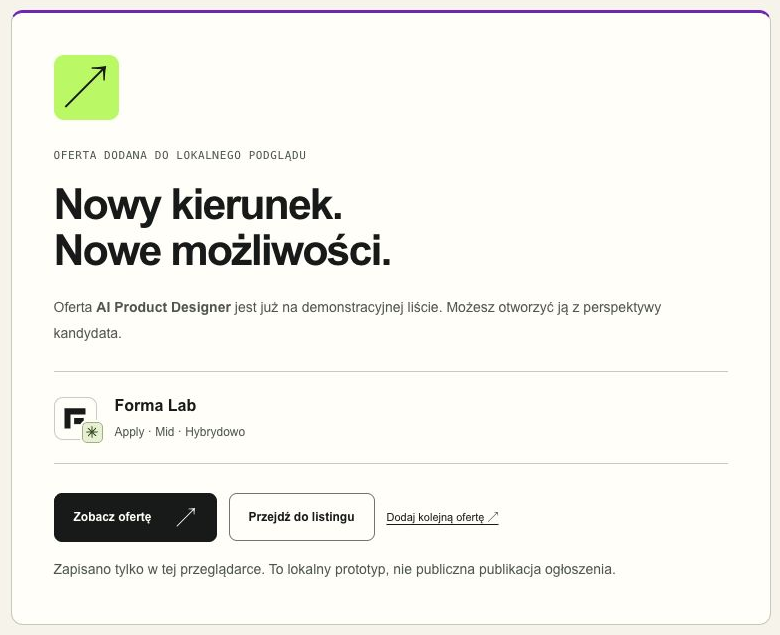 OFERTA DODANA DO LOKALNEGO PODGLĄDU
Nowy kierunek.
Nowe możliwości.
Oferta AI Product Designer jest już na demonstracyjnej liście. Możesz otworzyć ją z perspektywy
kandydata.
Forma Lab
Apply · Mid · Hybrydowo
Zobacz ofertę
Przejdź do listingu
Dodaj kolejną ofertę
Zapisano tylko w tej przeglądarce. To lokalny prototyp, nie publiczna publikacja ogłoszenia.